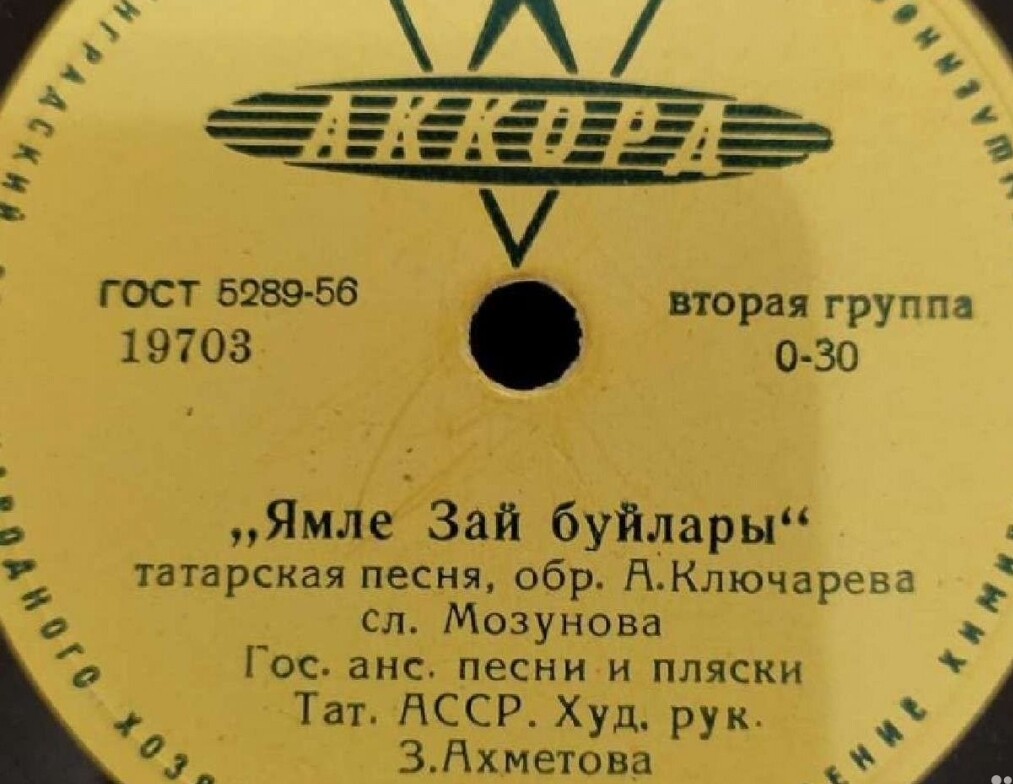 АККОРД
ГОСТ 5289-56
19703
вторая группа
0-30
„Ямле Зай буйлары“
татарская песня, обр. А.Ключарева
сл. Мозунова
Гос. анс. песни и пляски
Тат. АССР. Худ. рук.
З.Ахметова